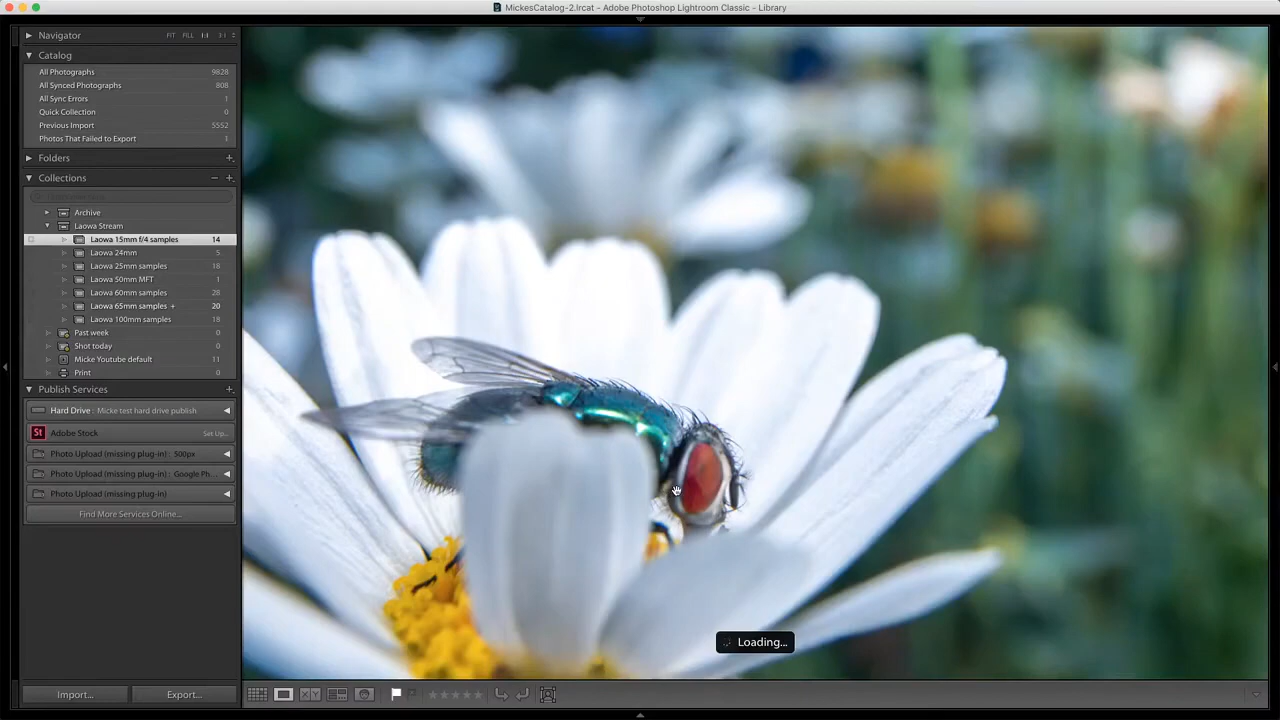 MickesCatalog-2.lrcat - Adobe Photoshop Lightroom Classic - Library
Navigator FIT FILL 1:1 3:1
Catalog
All Photographs 9828
All Synced Photographs 808
All Sync Errors 1
Quick Collection 0
Previous Import 5552
Photos That Failed to Export 1
Folders +
Collections − +
Archive
Laowa Stream
Laowa 15mm f/4 samples 14
Laowa 24mm 5
Laowa 25mm samples 18
Laowa 50mm MFT 1
Laowa 60mm samples 28
Laowa 65mm samples + 20
Laowa 100mm samples 18
Past week 0
Shot today 0
Micke Youtube default 11
Print 0
Publish Services +
Hard Drive : Micke test hard drive publish
St Adobe Stock Set Up...
Photo Upload (missing plug-in) : 500px
Photo Upload (missing plug-in) : Google Ph...
Photo Upload (missing plug-in)
Find More Services Online...
Loading...
Import... Export... XY